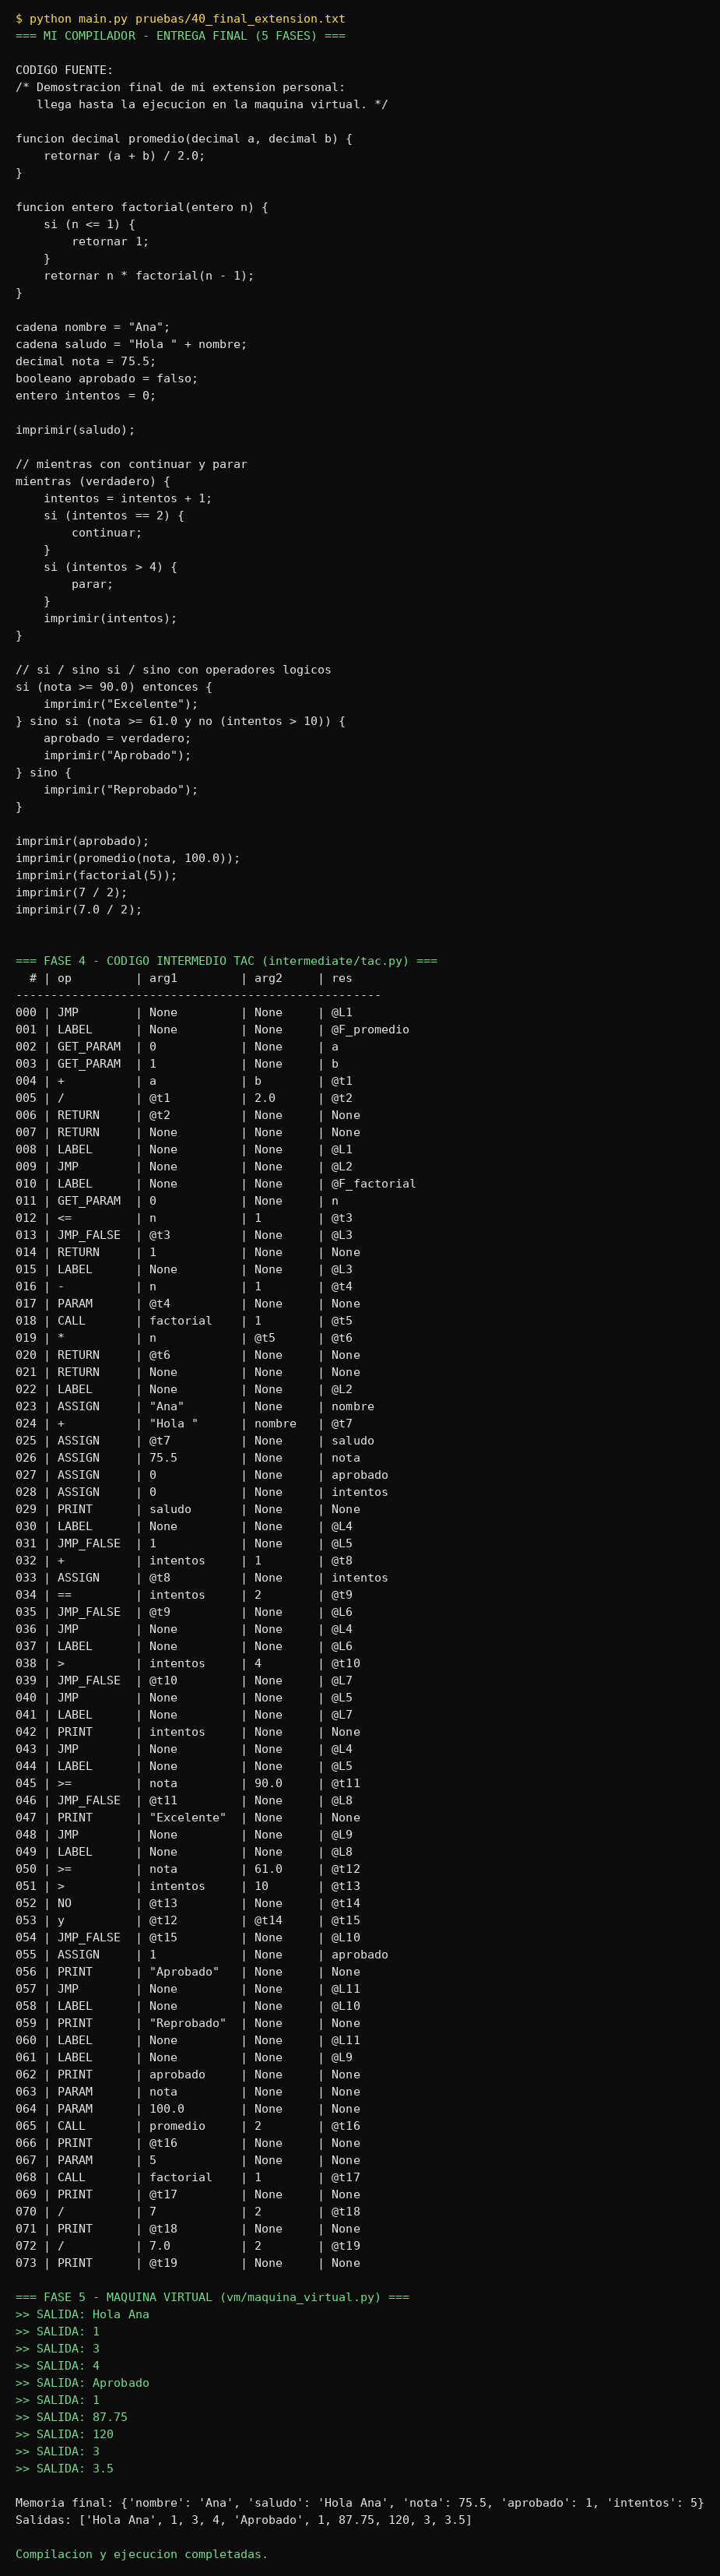 $ python main.py pruebas/40_final_extension.txt
=== MI COMPILADOR - ENTREGA FINAL (5 FASES) ===

CODIGO FUENTE:
/* Demostracion final de mi extension personal:
   llega hasta la ejecucion en la maquina virtual. */

funcion decimal promedio(decimal a, decimal b) {
    retornar (a + b) / 2.0;
}

funcion entero factorial(entero n) {
    si (n <= 1) {
        retornar 1;
    }
    retornar n * factorial(n - 1);
}

cadena nombre = "Ana";
cadena saludo = "Hola " + nombre;
decimal nota = 75.5;
booleano aprobado = falso;
entero intentos = 0;

imprimir(saludo);

// mientras con continuar y parar
mientras (verdadero) {
    intentos = intentos + 1;
    si (intentos == 2) {
        continuar;
    }
    si (intentos > 4) {
        parar;
    }
    imprimir(intentos);
}

// si / sino si / sino con operadores logicos
si (nota >= 90.0) entonces {
    imprimir("Excelente");
} sino si (nota >= 61.0 y no (intentos > 10)) {
    aprobado = verdadero;
    imprimir("Aprobado");
} sino {
    imprimir("Reprobado");
}

imprimir(aprobado);
imprimir(promedio(nota, 100.0));
imprimir(factorial(5));
imprimir(7 / 2);
imprimir(7.0 / 2);


=== FASE 4 - CODIGO INTERMEDIO TAC (intermediate/tac.py) ===
  # | op         | arg1         | arg2     | res
----------------------------------------------------
000 | JMP        | None         | None     | @L1
001 | LABEL      | None         | None     | @F_promedio
002 | GET_PARAM  | 0            | None     | a
003 | GET_PARAM  | 1            | None     | b
004 | +          | a            | b        | @t1
005 | /          | @t1          | 2.0      | @t2
006 | RETURN     | @t2          | None     | None
007 | RETURN     | None         | None     | None
008 | LABEL      | None         | None     | @L1
009 | JMP        | None         | None     | @L2
010 | LABEL      | None         | None     | @F_factorial
011 | GET_PARAM  | 0            | None     | n
012 | <=         | n            | 1        | @t3
013 | JMP_FALSE  | @t3          | None     | @L3
014 | RETURN     | 1            | None     | None
015 | LABEL      | None         | None     | @L3
016 | -          | n            | 1        | @t4
017 | PARAM      | @t4          | None     | None
018 | CALL       | factorial    | 1        | @t5
019 | *          | n            | @t5      | @t6
020 | RETURN     | @t6          | None     | None
021 | RETURN     | None         | None     | None
022 | LABEL      | None         | None     | @L2
023 | ASSIGN     | "Ana"        | None     | nombre
024 | +          | "Hola "      | nombre   | @t7
025 | ASSIGN     | @t7          | None     | saludo
026 | ASSIGN     | 75.5         | None     | nota
027 | ASSIGN     | 0            | None     | aprobado
028 | ASSIGN     | 0            | None     | intentos
029 | PRINT      | saludo       | None     | None
030 | LABEL      | None         | None     | @L4
031 | JMP_FALSE  | 1            | None     | @L5
032 | +          | intentos     | 1        | @t8
033 | ASSIGN     | @t8          | None     | intentos
034 | ==         | intentos     | 2        | @t9
035 | JMP_FALSE  | @t9          | None     | @L6
036 | JMP        | None         | None     | @L4
037 | LABEL      | None         | None     | @L6
038 | >          | intentos     | 4        | @t10
039 | JMP_FALSE  | @t10         | None     | @L7
040 | JMP        | None         | None     | @L5
041 | LABEL      | None         | None     | @L7
042 | PRINT      | intentos     | None     | None
043 | JMP        | None         | None     | @L4
044 | LABEL      | None         | None     | @L5
045 | >=         | nota         | 90.0     | @t11
046 | JMP_FALSE  | @t11         | None     | @L8
047 | PRINT      | "Excelente"  | None     | None
048 | JMP        | None         | None     | @L9
049 | LABEL      | None         | None     | @L8
050 | >=         | nota         | 61.0     | @t12
051 | >          | intentos     | 10       | @t13
052 | NO         | @t13         | None     | @t14
053 | y          | @t12         | @t14     | @t15
054 | JMP_FALSE  | @t15         | None     | @L10
055 | ASSIGN     | 1            | None     | aprobado
056 | PRINT      | "Aprobado"   | None     | None
057 | JMP        | None         | None     | @L11
058 | LABEL      | None         | None     | @L10
059 | PRINT      | "Reprobado"  | None     | None
060 | LABEL      | None         | None     | @L11
061 | LABEL      | None         | None     | @L9
062 | PRINT      | aprobado     | None     | None
063 | PARAM      | nota         | None     | None
064 | PARAM      | 100.0        | None     | None
065 | CALL       | promedio     | 2        | @t16
066 | PRINT      | @t16         | None     | None
067 | PARAM      | 5            | None     | None
068 | CALL       | factorial    | 1        | @t17
069 | PRINT      | @t17         | None     | None
070 | /          | 7            | 2        | @t18
071 | PRINT      | @t18         | None     | None
072 | /          | 7.0          | 2        | @t19
073 | PRINT      | @t19         | None     | None

=== FASE 5 - MAQUINA VIRTUAL (vm/maquina_virtual.py) ===
>> SALIDA: Hola Ana
>> SALIDA: 1
>> SALIDA: 3
>> SALIDA: 4
>> SALIDA: Aprobado
>> SALIDA: 1
>> SALIDA: 87.75
>> SALIDA: 120
>> SALIDA: 3
>> SALIDA: 3.5

Memoria final: {'nombre': 'Ana', 'saludo': 'Hola Ana', 'nota': 75.5, 'aprobado': 1, 'intentos': 5}
Salidas: ['Hola Ana', 1, 3, 4, 'Aprobado', 1, 87.75, 120, 3, 3.5]

Compilacion y ejecucion completadas.